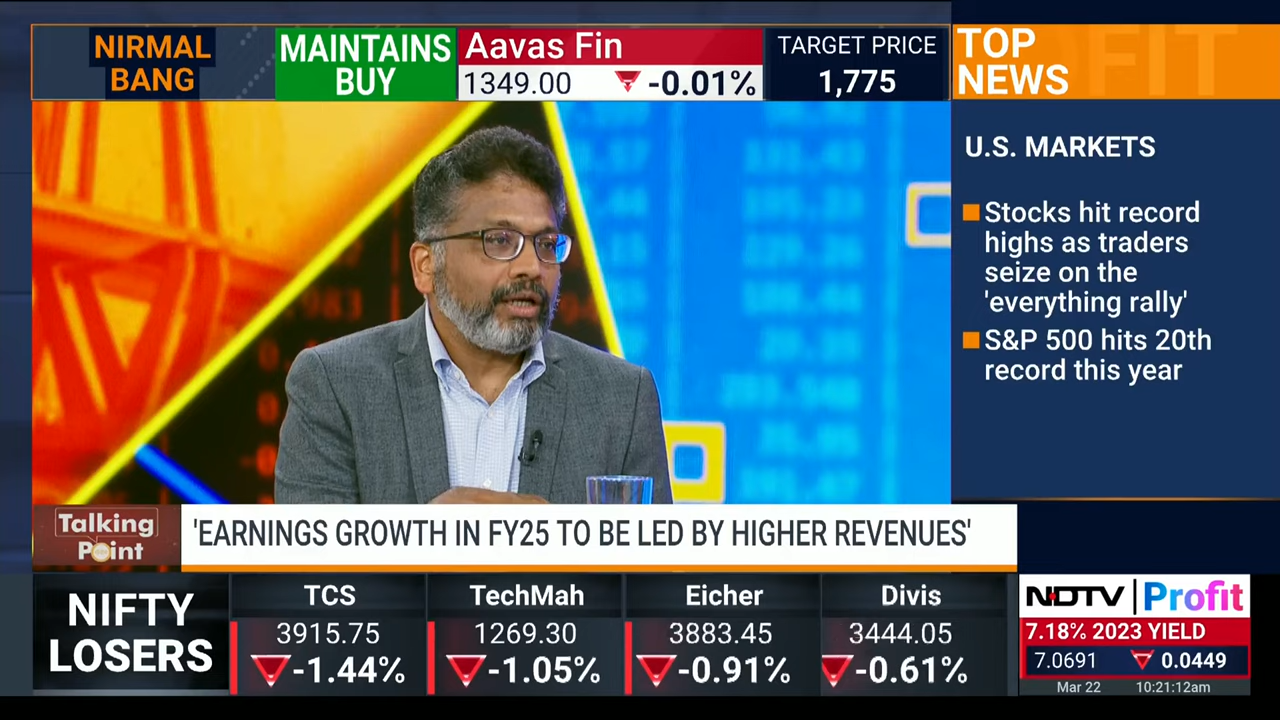 NIRMAL
BANG
MAINTAINS
BUY
Aavas Fin
1349.00 -0.01%
TARGET PRICE
1,775
TOP
NEWS
U.S. MARKETS
Stocks hit record
highs as traders
seize on the
'everything rally'
S&P 500 hits 20th
record this year
Talking
Point
'EARNINGS GROWTH IN FY25 TO BE LED BY HIGHER REVENUES'
NIFTY
LOSERS
TCS
3915.75
-1.44%
TechMah
1269.30
-1.05%
Eicher
3883.45
-0.91%
Divis
3444.05
-0.61%
NDTV Profit
7.18% 2023 YIELD
7.0691 0.0449
Mar 22 10:21:12am